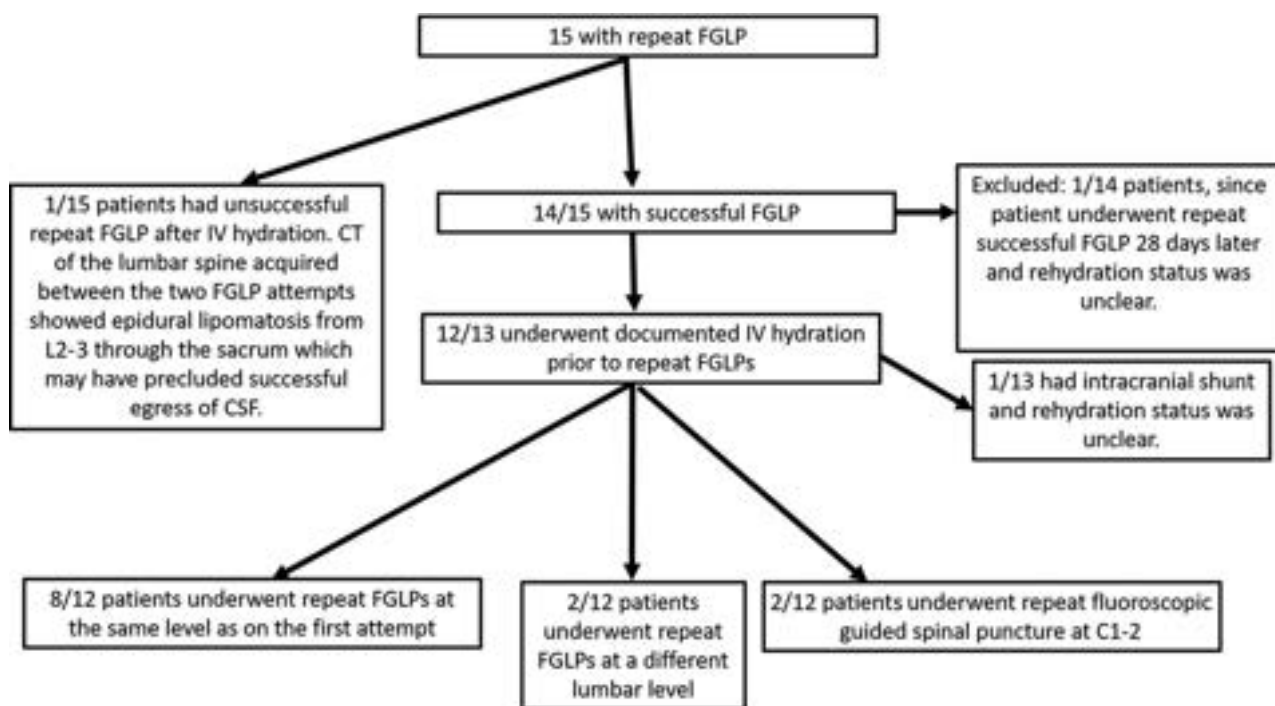 15 with repeat FGLP
1/15 patients had unsuccessful
repeat FGLP after IV hydration. CT
of the lumbar spine acquired
between the two FGLP attempts
showed epidural lipomatosis from
L2-3 through the sacrum which
may have precluded successful
egress of CSF.
14/15 with successful FGLP
Excluded: 1/14 patients, since
patient underwent repeat
successful FGLP 28 days later
and rehydration status was
unclear.
12/13 underwent documented IV hydration
prior to repeat FGLPs
1/13 had intracranial shunt
and rehydration status was
unclear.
8/12 patients underwent repeat FGLPs at
the same level as on the first attempt
2/12 patients
underwent repeat
FGLPs at a different
lumbar level
2/12 patients underwent repeat fluoroscopic
guided spinal puncture at C1-2